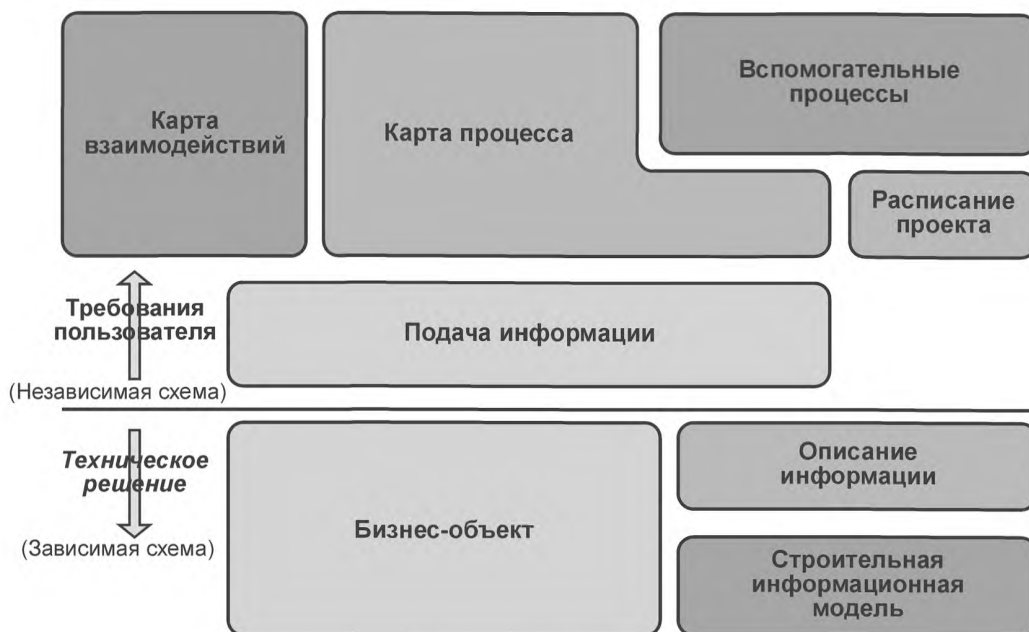 Карта
взаимодействий
Карта процесса
Вспомогательные
процессы
Расписание
проекта
Требования
пользователя
(Независимая схема)
Подача информации
Техническое
решение
(Зависимая схема)
Бизнес-объект
Описание
информации
Строительная
информационная
модель